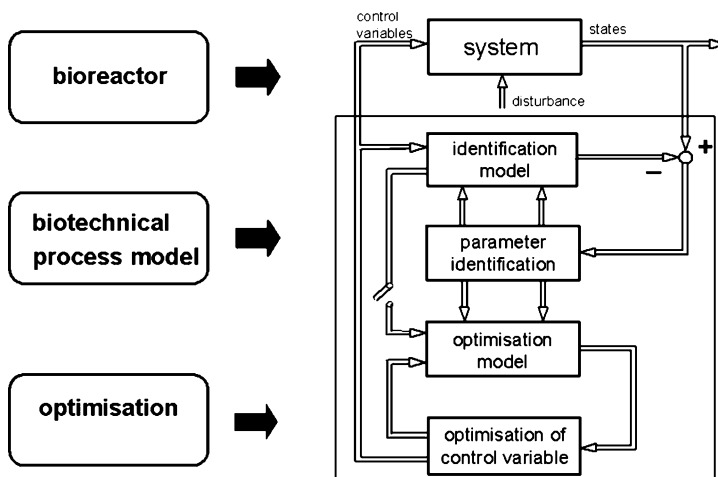 bioreactor
biotechnical
process model
optimisation
control
variables
system
states
disturbance
identification
model
+
−
parameter
identification
optimisation
model
optimisation of
control variable